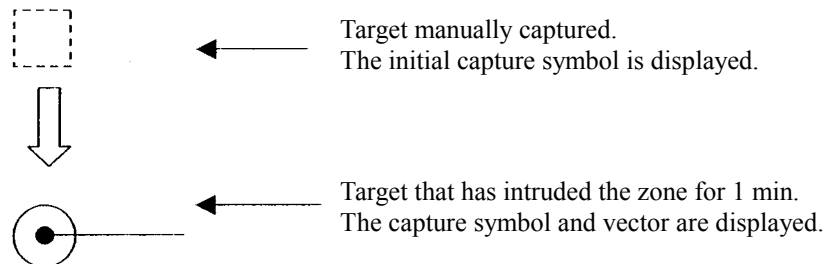 Target manually captured.
The initial capture symbol is displayed.
Target that has intruded the zone for 1 min.
The capture symbol and vector are displayed.